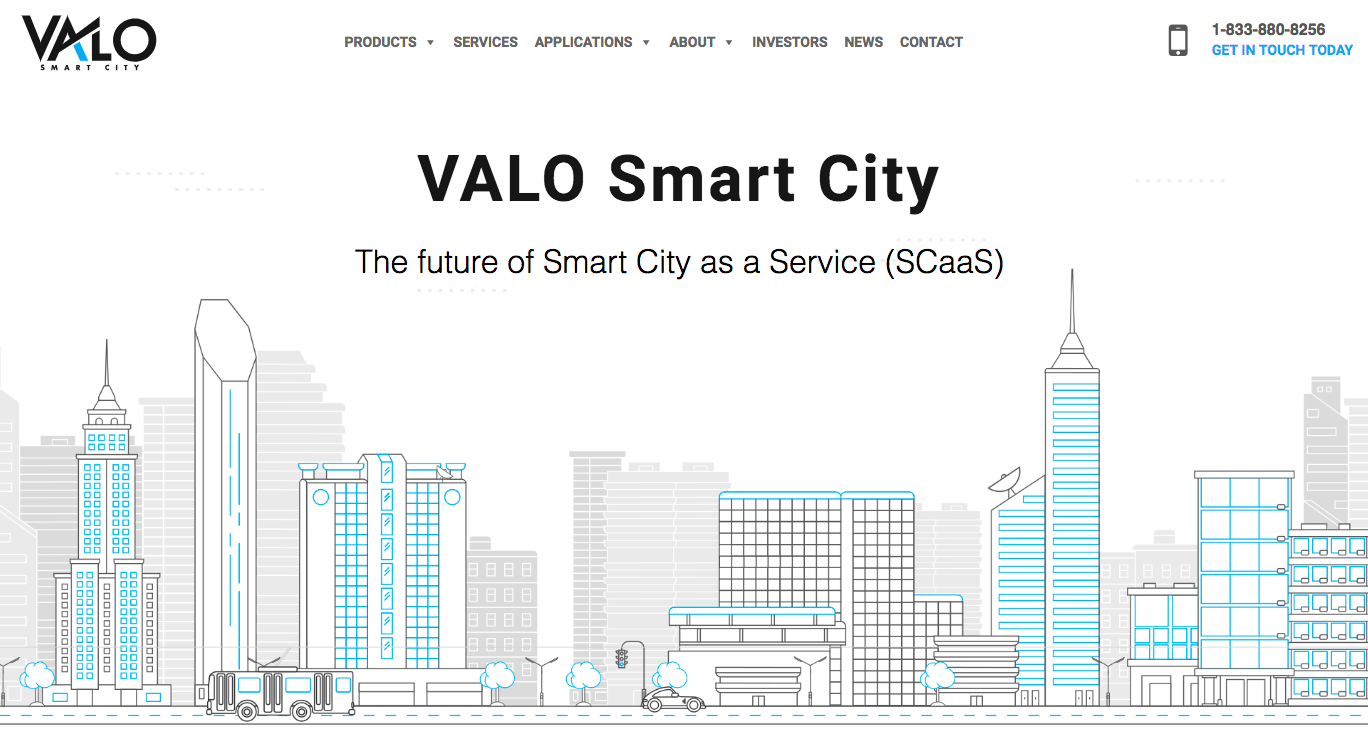 VALO
SMART CITY
PRODUCTS ▼ SERVICES APPLICATIONS ▼ ABOUT ▼ INVESTORS NEWS CONTACT
1-833-880-8256
GET IN TOUCH TODAY
VALO Smart City
The future of Smart City as a Service (SCaaS)